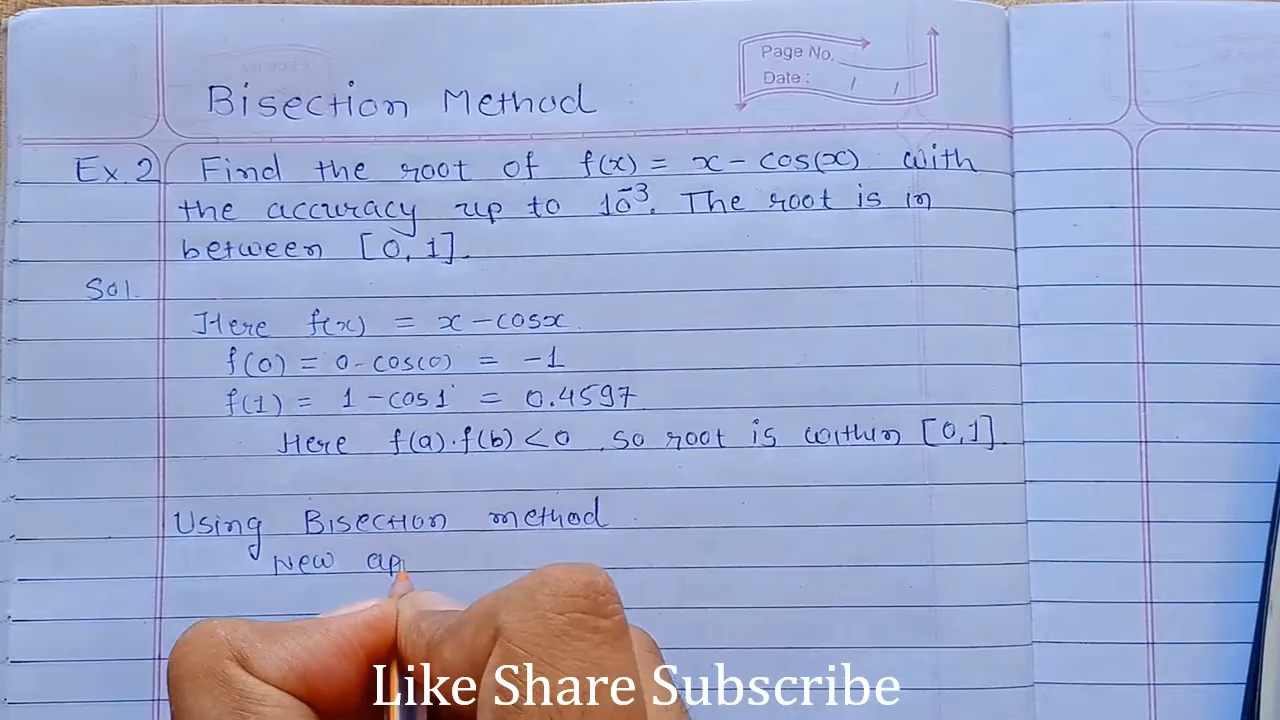 Page No.
Date : / /
Bisection Method
Ex. 2 Find the root of f(x) = x - cos(x) with
the accuracy up to 10⁻³. The root is in
between [0, 1].
Sol.
Here f(x) = x - cosx.
f(0) = 0 - cos(0) = -1
f(1) = 1 - cos1 = 0.4597
Here f(a).f(b) < 0, so root is within [0,1].
Using Bisection method
New ap
Like Share Subscribe